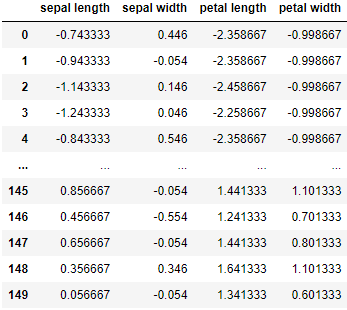 sepal length sepal width petal length petal width
0 -0.743333 0.446 -2.358667 -0.998667
1 -0.943333 -0.054 -2.358667 -0.998667
2 -1.143333 0.146 -2.458667 -0.998667
3 -1.243333 0.046 -2.258667 -0.998667
4 -0.843333 0.546 -2.358667 -0.998667
... ... ... ... ...
145 0.856667 -0.054 1.441333 1.101333
146 0.456667 -0.554 1.241333 0.701333
147 0.656667 -0.054 1.441333 0.801333
148 0.356667 0.346 1.641333 1.101333
149 0.056667 -0.054 1.341333 0.601333